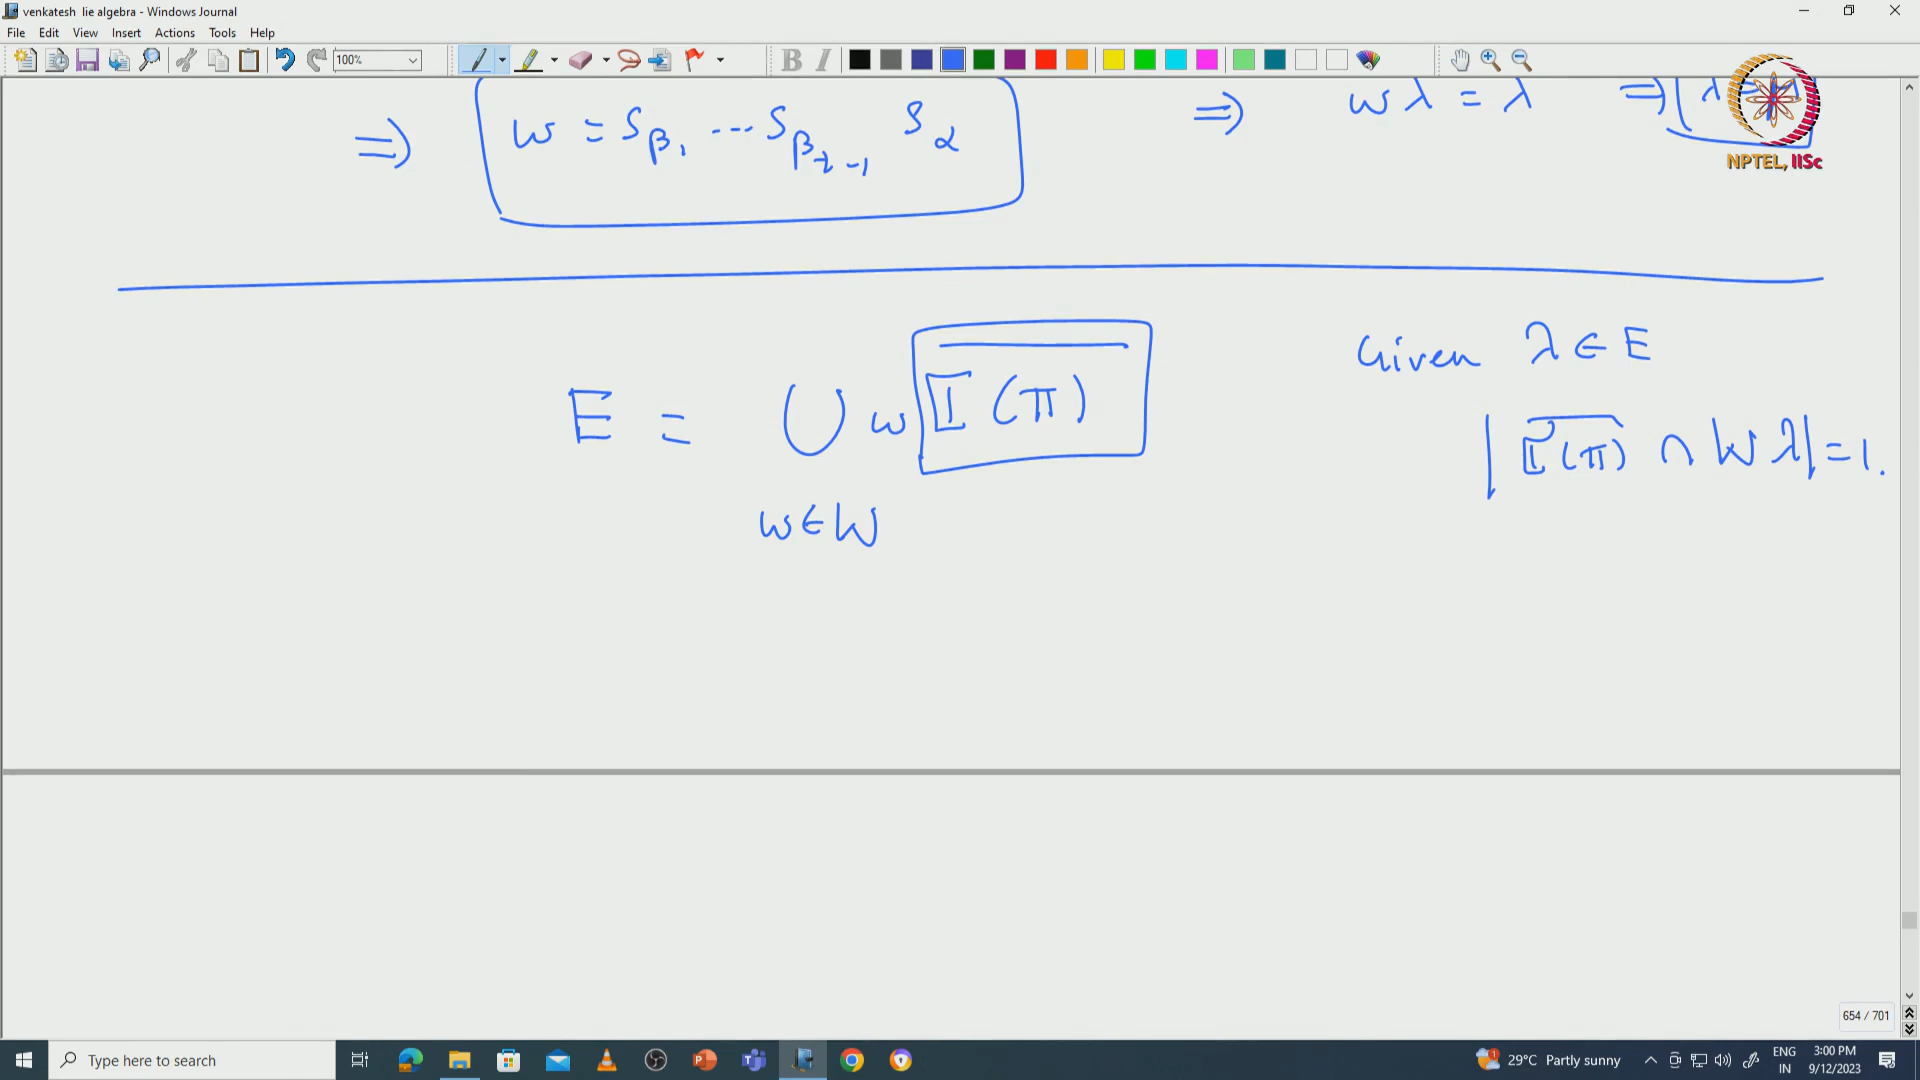 venkatesh lie algebra - Windows Journal
File Edit View Insert Actions Tools Help
100%
B I
⇒ w = s_{β_1} ... s_{β_{t-1}} s_α ⇒ wλ = λ ⇒
NPTEL, IISc
E = ∪_{w∈W} w \overline{C(π)}
Given λ ∈ E
| \overline{C(π)} ∩ Wλ | = 1.
654 / 701
Type here to search
1
29°C Partly sunny
ENG
IN
3:00 PM
9/12/2023